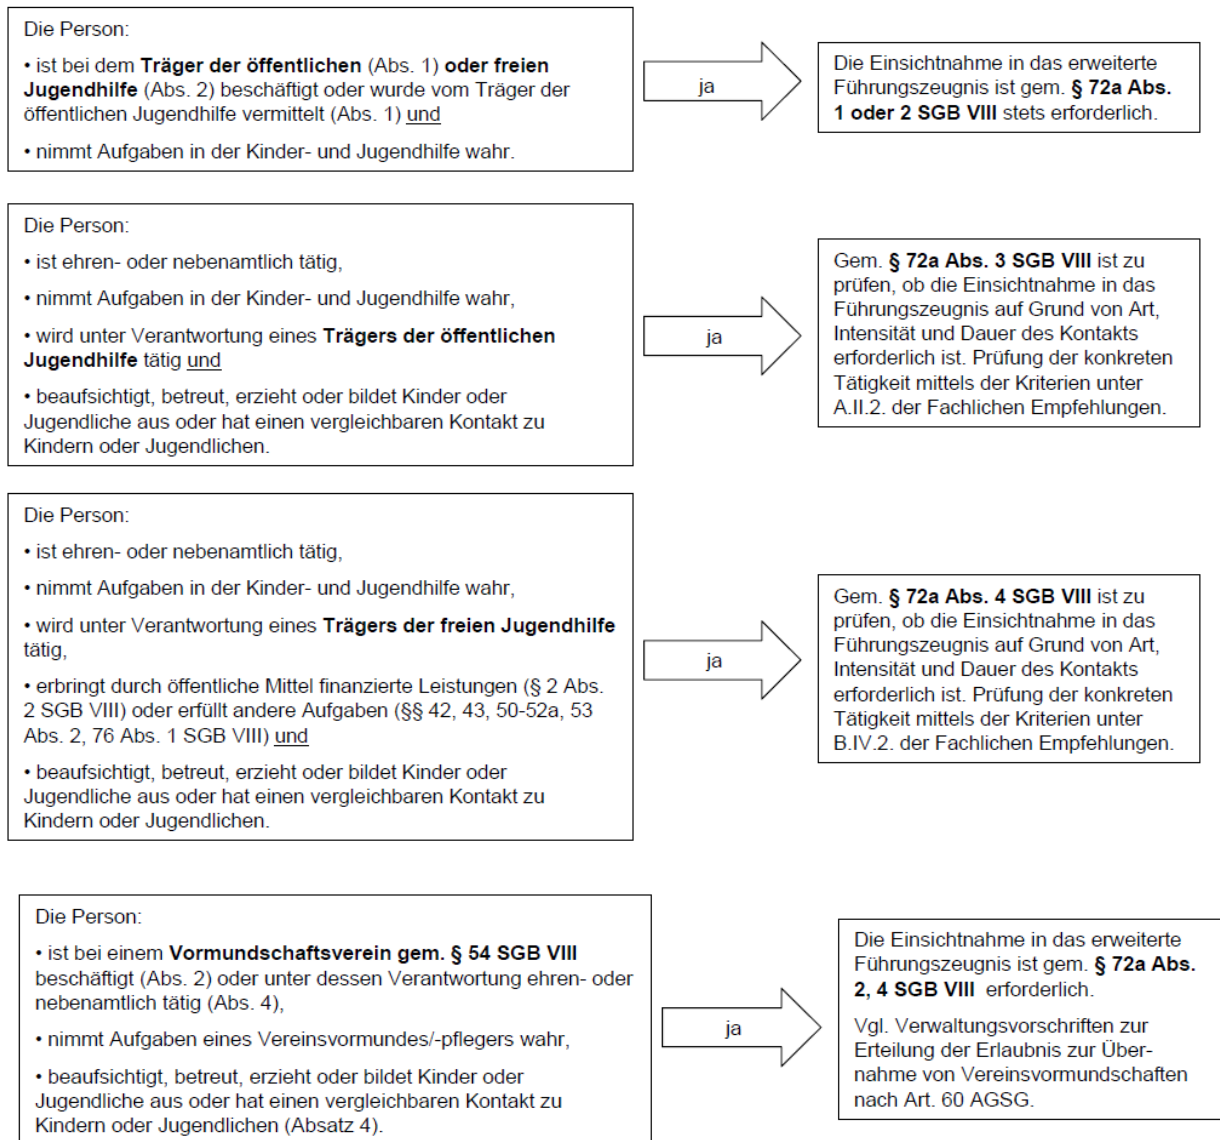 Die Person:
• ist bei dem Träger der öffentlichen (Abs. 1) oder freien
Jugendhilfe (Abs. 2) beschäftigt oder wurde vom Träger der
öffentlichen Jugendhilfe vermittelt (Abs. 1) und
• nimmt Aufgaben in der Kinder- und Jugendhilfe wahr.
ja
Die Einsichtnahme in das erweiterte
Führungszeugnis ist gem. § 72a Abs.
1 oder 2 SGB VIII stets erforderlich.
Die Person:
• ist ehren- oder nebenamtlich tätig,
• nimmt Aufgaben in der Kinder- und Jugendhilfe wahr,
• wird unter Verantwortung eines Trägers der öffentlichen
Jugendhilfe tätig und
• beaufsichtigt, betreut, erzieht oder bildet Kinder oder
Jugendliche aus oder hat einen vergleichbaren Kontakt zu
Kindern oder Jugendlichen.
ja
Gem. § 72a Abs. 3 SGB VIII ist zu
prüfen, ob die Einsichtnahme in das
Führungszeugnis auf Grund von Art,
Intensität und Dauer des Kontakts
erforderlich ist. Prüfung der konkreten
Tätigkeit mittels der Kriterien unter
A.II.2. der Fachlichen Empfehlungen.
Die Person:
• ist ehren- oder nebenamtlich tätig,
• nimmt Aufgaben in der Kinder- und Jugendhilfe wahr,
• wird unter Verantwortung eines Trägers der freien Jugendhilfe
tätig,
• erbringt durch öffentliche Mittel finanzierte Leistungen (§ 2 Abs.
2 SGB VIII) oder erfüllt andere Aufgaben (§§ 42, 43, 50-52a, 53
Abs. 2, 76 Abs. 1 SGB VIII) und
• beaufsichtigt, betreut, erzieht oder bildet Kinder oder
Jugendliche aus oder hat einen vergleichbaren Kontakt zu
Kindern oder Jugendlichen.
ja
Gem. § 72a Abs. 4 SGB VIII ist zu
prüfen, ob die Einsichtnahme in das
Führungszeugnis auf Grund von Art,
Intensität und Dauer des Kontakts
erforderlich ist. Prüfung der konkreten
Tätigkeit mittels der Kriterien unter
B.IV.2. der Fachlichen Empfehlungen.
Die Person:
• ist bei einem Vormundschaftsverein gem. § 54 SGB VIII
beschäftigt (Abs. 2) oder unter dessen Verantwortung ehren- oder
nebenamtlich tätig (Abs. 4),
• nimmt Aufgaben eines Vereinsvormundes/-pflegers wahr,
• beaufsichtigt, betreut, erzieht oder bildet Kinder oder
Jugendliche aus oder hat einen vergleichbaren Kontakt zu
Kindern oder Jugendlichen (Absatz 4).
ja
Die Einsichtnahme in das erweiterte
Führungszeugnis ist gem. § 72a Abs.
2, 4 SGB VIII erforderlich.
Vgl. Verwaltungsvorschriften zur
Erteilung der Erlaubnis zur Über-
nahme von Vereinsvormundschaften
nach Art. 60 AGSG.